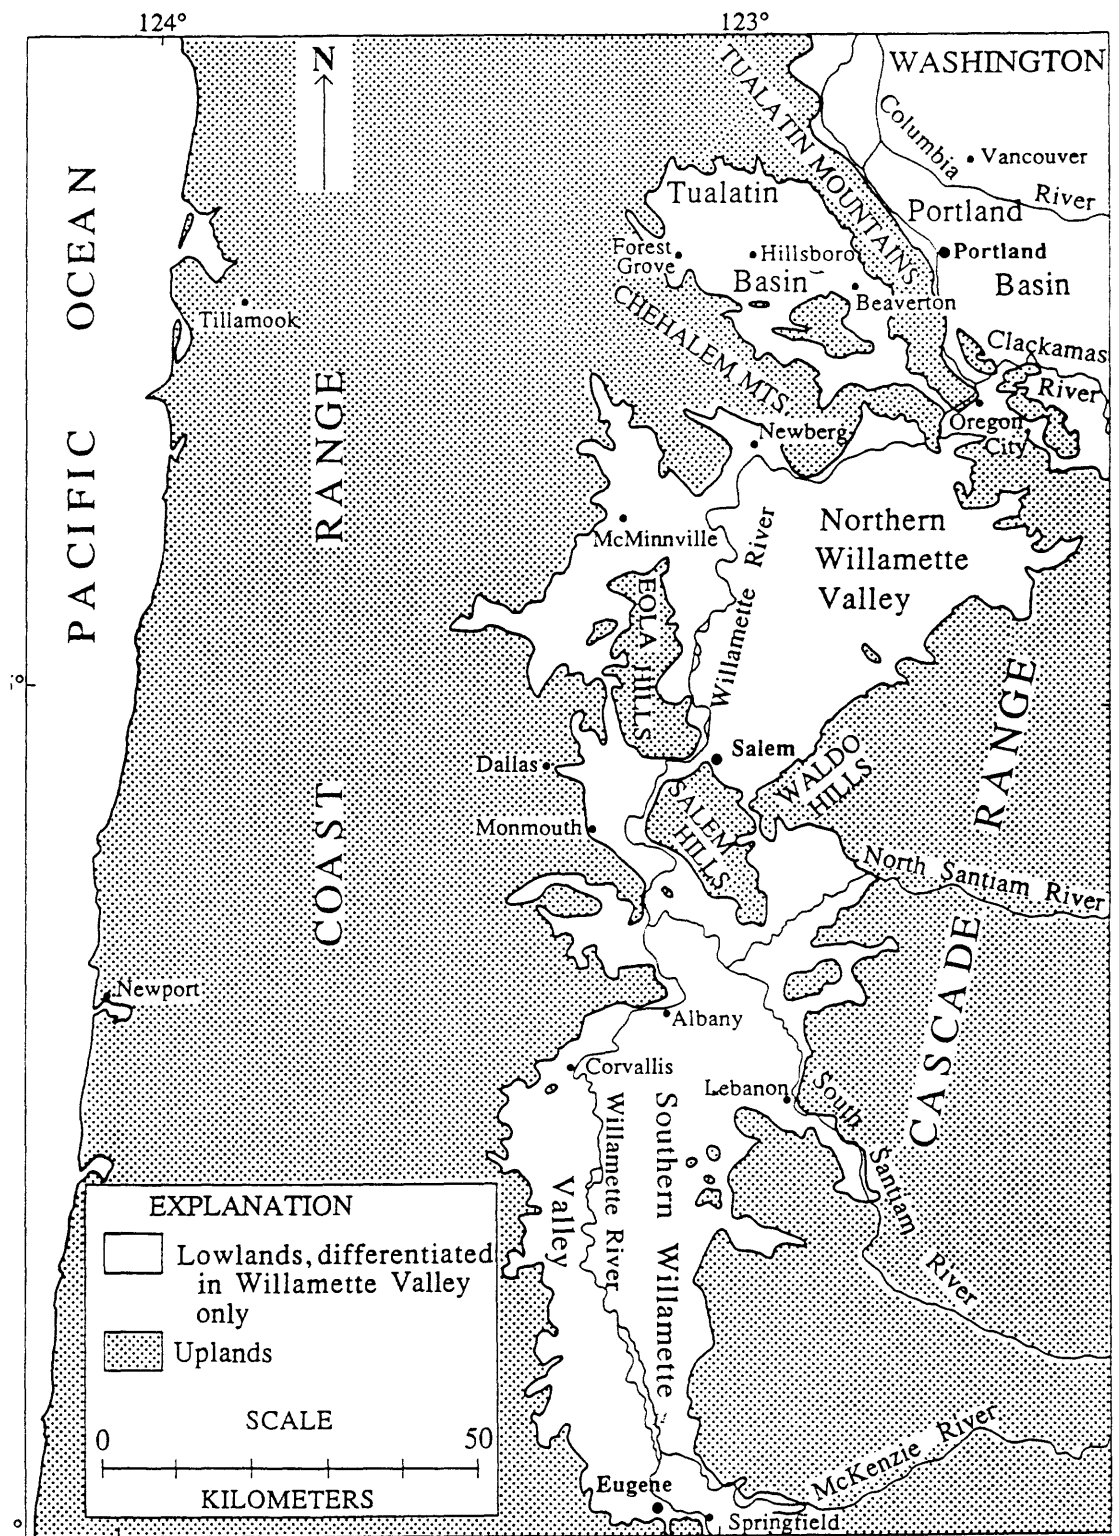 124°
123°
N
WASHINGTON
TUALATIN MOUNTAINS
Columbia
River
Vancouver
Tualatin
Basin
Portland
Basin
Portland
Forest
Grove
Hillsboro
Beaverton
PACIFIC OCEAN
Tillamook
CHEHALEM MTS.
Clackamas
River
Oregon
City
Newberg
COAST RANGE
McMinnville
Northern
Willamette
Valley
Willamette River
EOLA HILLS
Salem
Dallas
WALDO
HILLS
SALEM
HILLS
Monmouth
CASCADE RANGE
North Santiam River
Newport
Albany
Corvallis
Lebanon
South Santiam River
Willamette River
Southern Willamette
Valley
EXPLANATION
Lowlands, differentiated
in Willamette Valley
only
Uplands
SCALE
0
50
KILOMETERS
McKenzie River
Eugene
Springfield